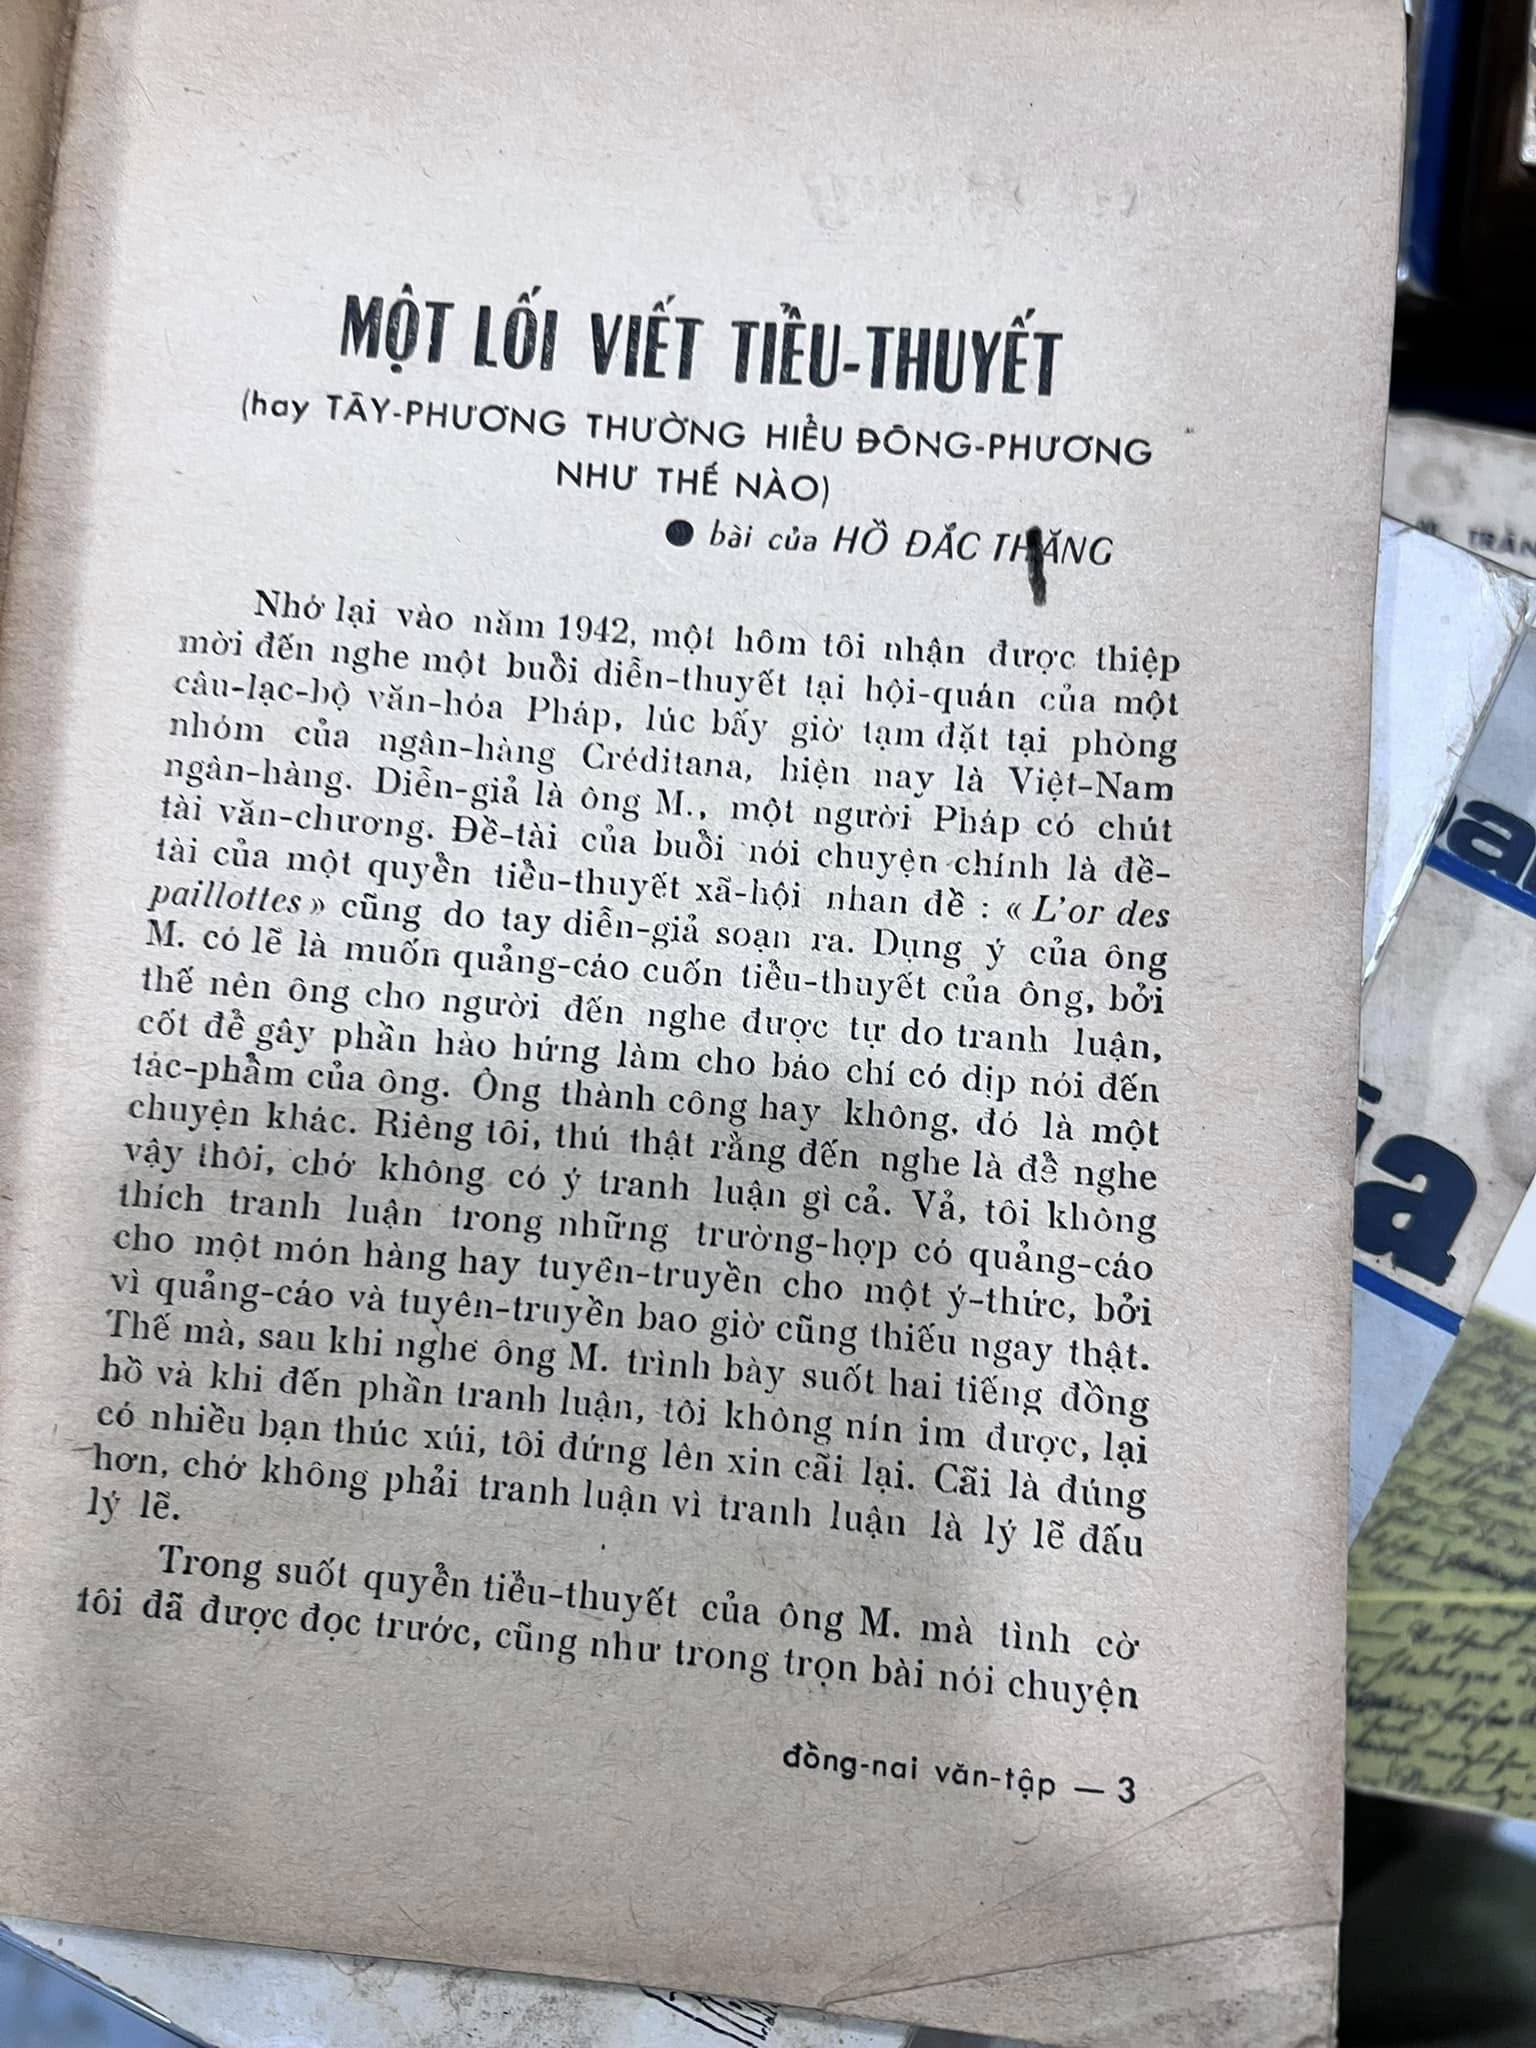 MỘT LỐI VIẾT TIỂU-THUYẾT
(hay TÂY-PHƯƠNG THƯỜNG HIỂU ĐÔNG-PHƯƠNG
NHƯ THẾ NÀO)
● bài của HỒ ĐẮC THĂNG
Nhớ lại vào năm 1942, một hôm tôi nhận được thiệp
mời đến nghe một buổi diễn-thuyết tại hội-quán của một
câu-lạc-bộ văn-hóa Pháp, lúc bấy giờ tạm đặt tại phòng
nhóm của ngân-hàng Créditana, hiện nay là Việt-Nam
ngân-hàng. Diễn-giả là ông M., một người Pháp có chút
tài văn-chương. Đề-tài của buổi nói chuyện chính là đề-
tài của một quyển tiểu-thuyết xã-hội nhan đề : « L'or des
paillottes » cũng do tay diễn-giả soạn ra. Dụng ý của ông
M. có lẽ là muốn quảng-cáo cuốn tiểu-thuyết của ông, bởi
thế nên ông cho người đến nghe được tự do tranh luận,
cốt để gây phần hào hứng làm cho báo chí có dịp nói đến
tác-phẩm của ông. Ông thành công hay không, đó là một
chuyện khác. Riêng tôi, thú thật rằng đến nghe là để nghe
vậy thôi, chớ không có ý tranh luận gì cả. Vả, tôi không
thích tranh luận trong những trường-hợp có quảng-cáo
cho một món hàng hay tuyên-truyền cho một ý-thức, bởi
vì quảng-cáo và tuyên-truyền bao giờ cũng thiếu ngay thật.
Thế mà, sau khi nghe ông M. trình bày suốt hai tiếng đồng
hồ và khi đến phần tranh luận, tôi không nín im được, lại
có nhiều bạn thúc xúi, tôi đứng lên xin cãi lại. Cãi là đúng
hơn, chớ không phải tranh luận vì tranh luận là lý lẽ đấu
lý lẽ.
Trong suốt quyển tiểu-thuyết của ông M. mà tình cờ
tôi đã được đọc trước, cũng như trong trọn bài nói chuyện
đồng-nai văn-tập — 3
TRẦN